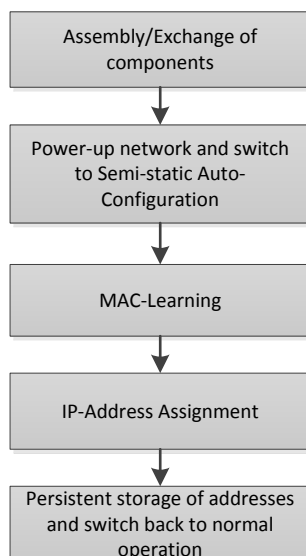 Assembly/Exchange of
components
Power-up network and switch
to Semi-static Auto-
Configuration
MAC-Learning
IP-Address Assignment
Persistent storage of addresses
and switch back to normal
operation